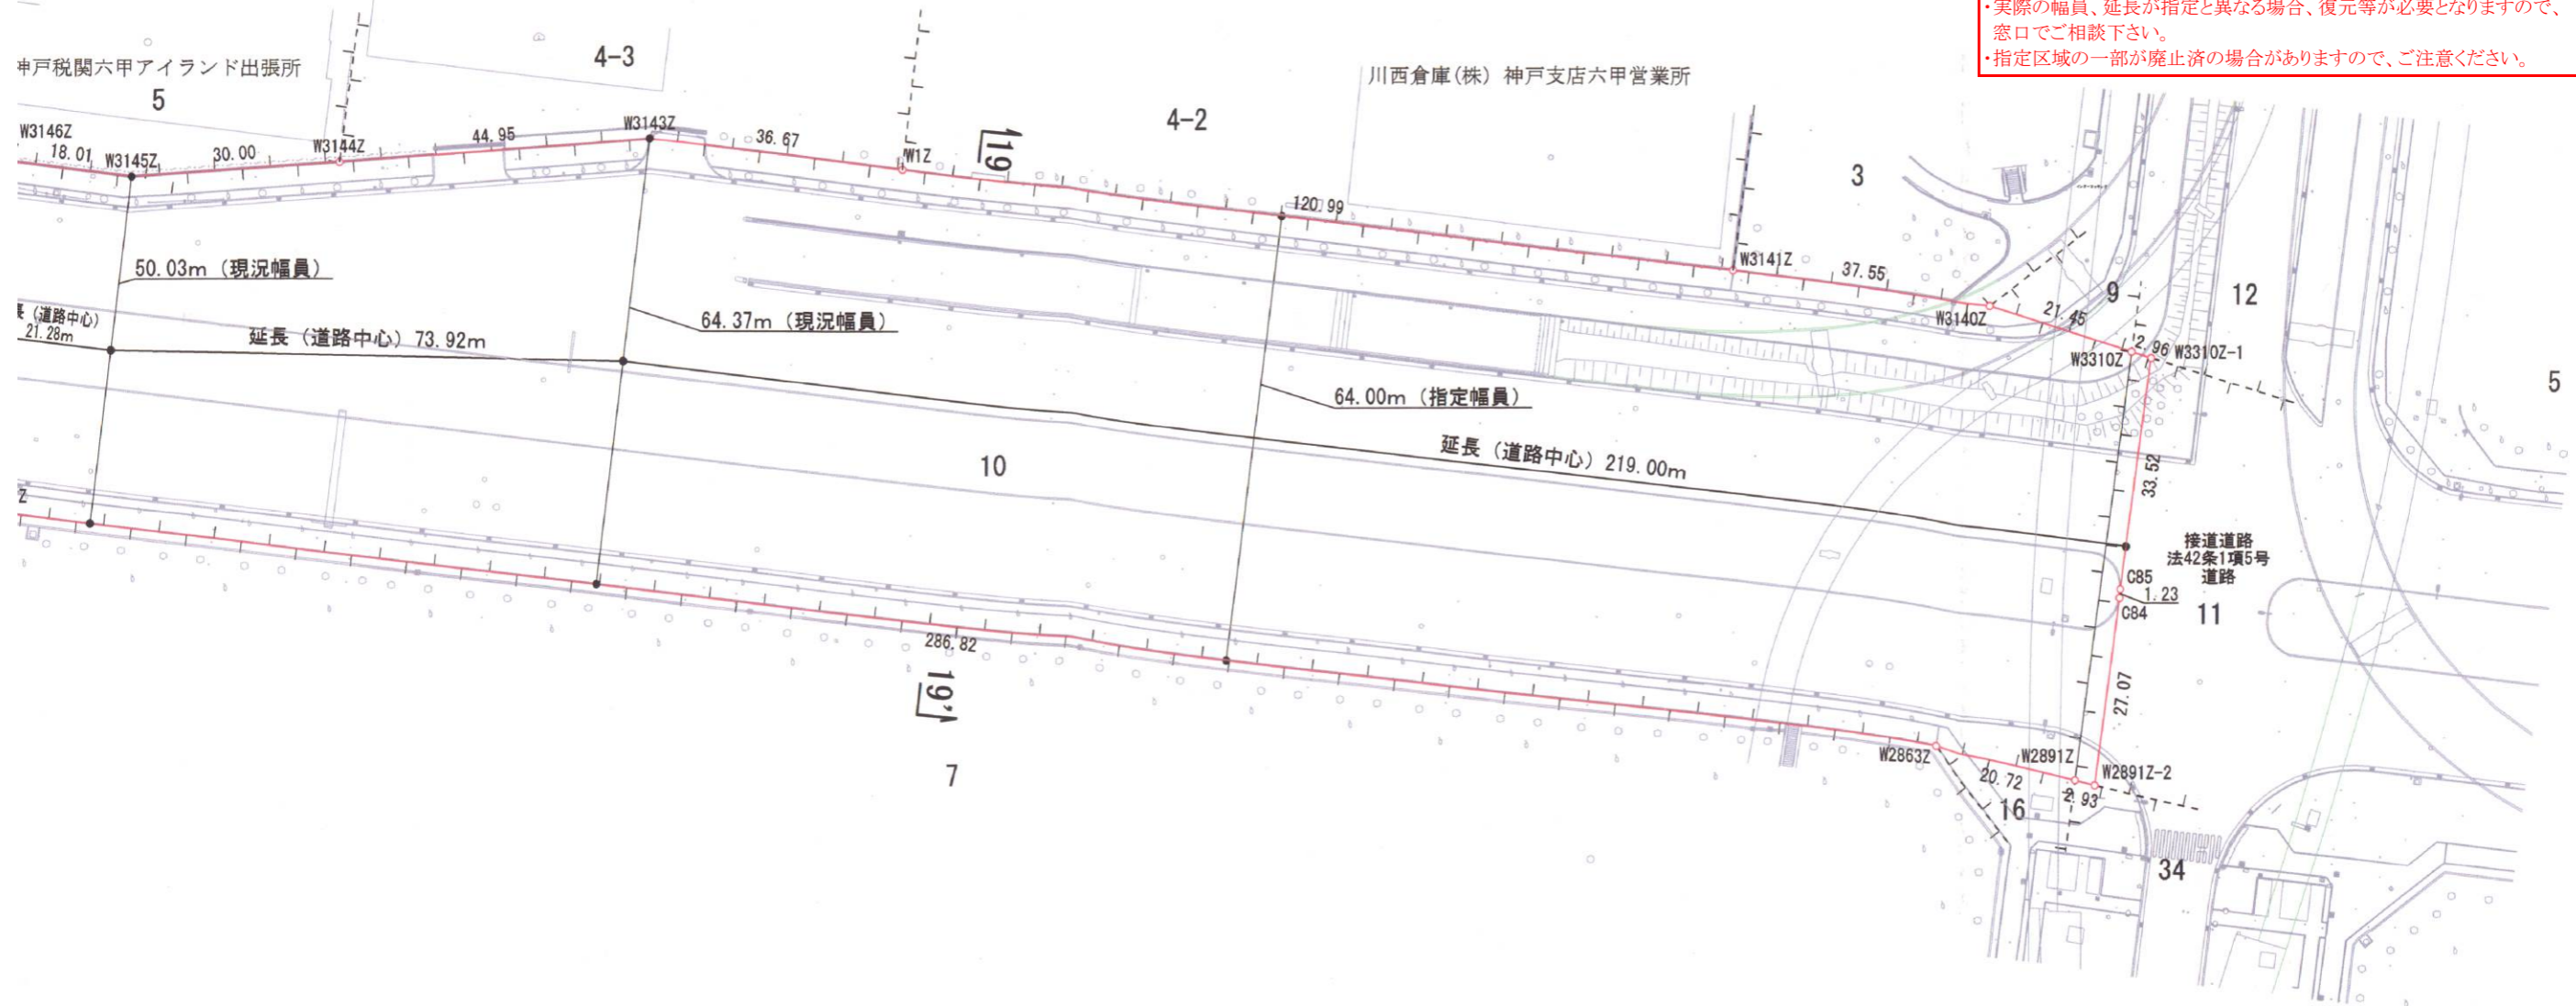 ・実際の幅員、延長が指定と異なる場合、復元等が必要となりますので、
窓口でご相談下さい。
・指定区域の一部が廃止済の場合がありますので、ご注意ください。
神戸税関六甲アイランド出張所
5
4-3
4-2
川西倉庫(株) 神戸支店六甲営業所
3
W3146Z
18.01
W3145Z
30.00
W3144Z
44.95
W3143Z
36.67
W1Z
19
120.99
W3141Z
37.55
W3140Z
21.45
9
12
W3310Z
2.96
W3310Z-1
5
50.03m (現況幅員)
64.37m (現況幅員)
64.00m (指定幅員)
長 (道路中心)
21.28m
延長 (道路中心) 73.92m
延長 (道路中心) 219.00m
10
33.52
接道道路
法42条1項5号
道路
C85
1.23
C84
11
27.07
Z
286.82
19'
7
W2863Z
20.72
W2891Z
2.93
W2891Z-2
16
34